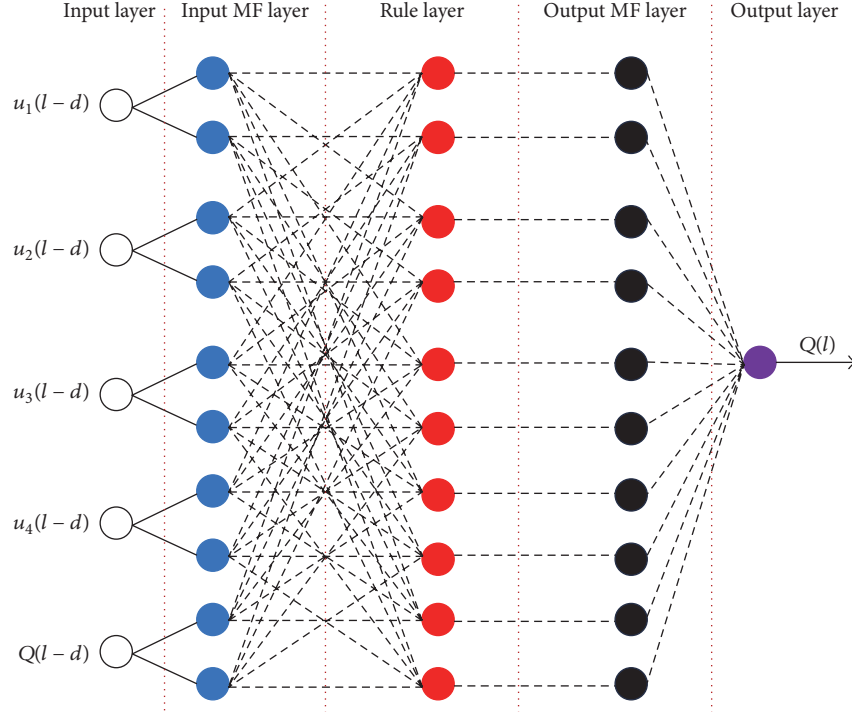 Input layer Input MF layer Rule layer Output MF layer Output layer
u1(l − d)
u2(l − d)
Q(l)
u3(l − d)
u4(l − d)
Q(l − d)